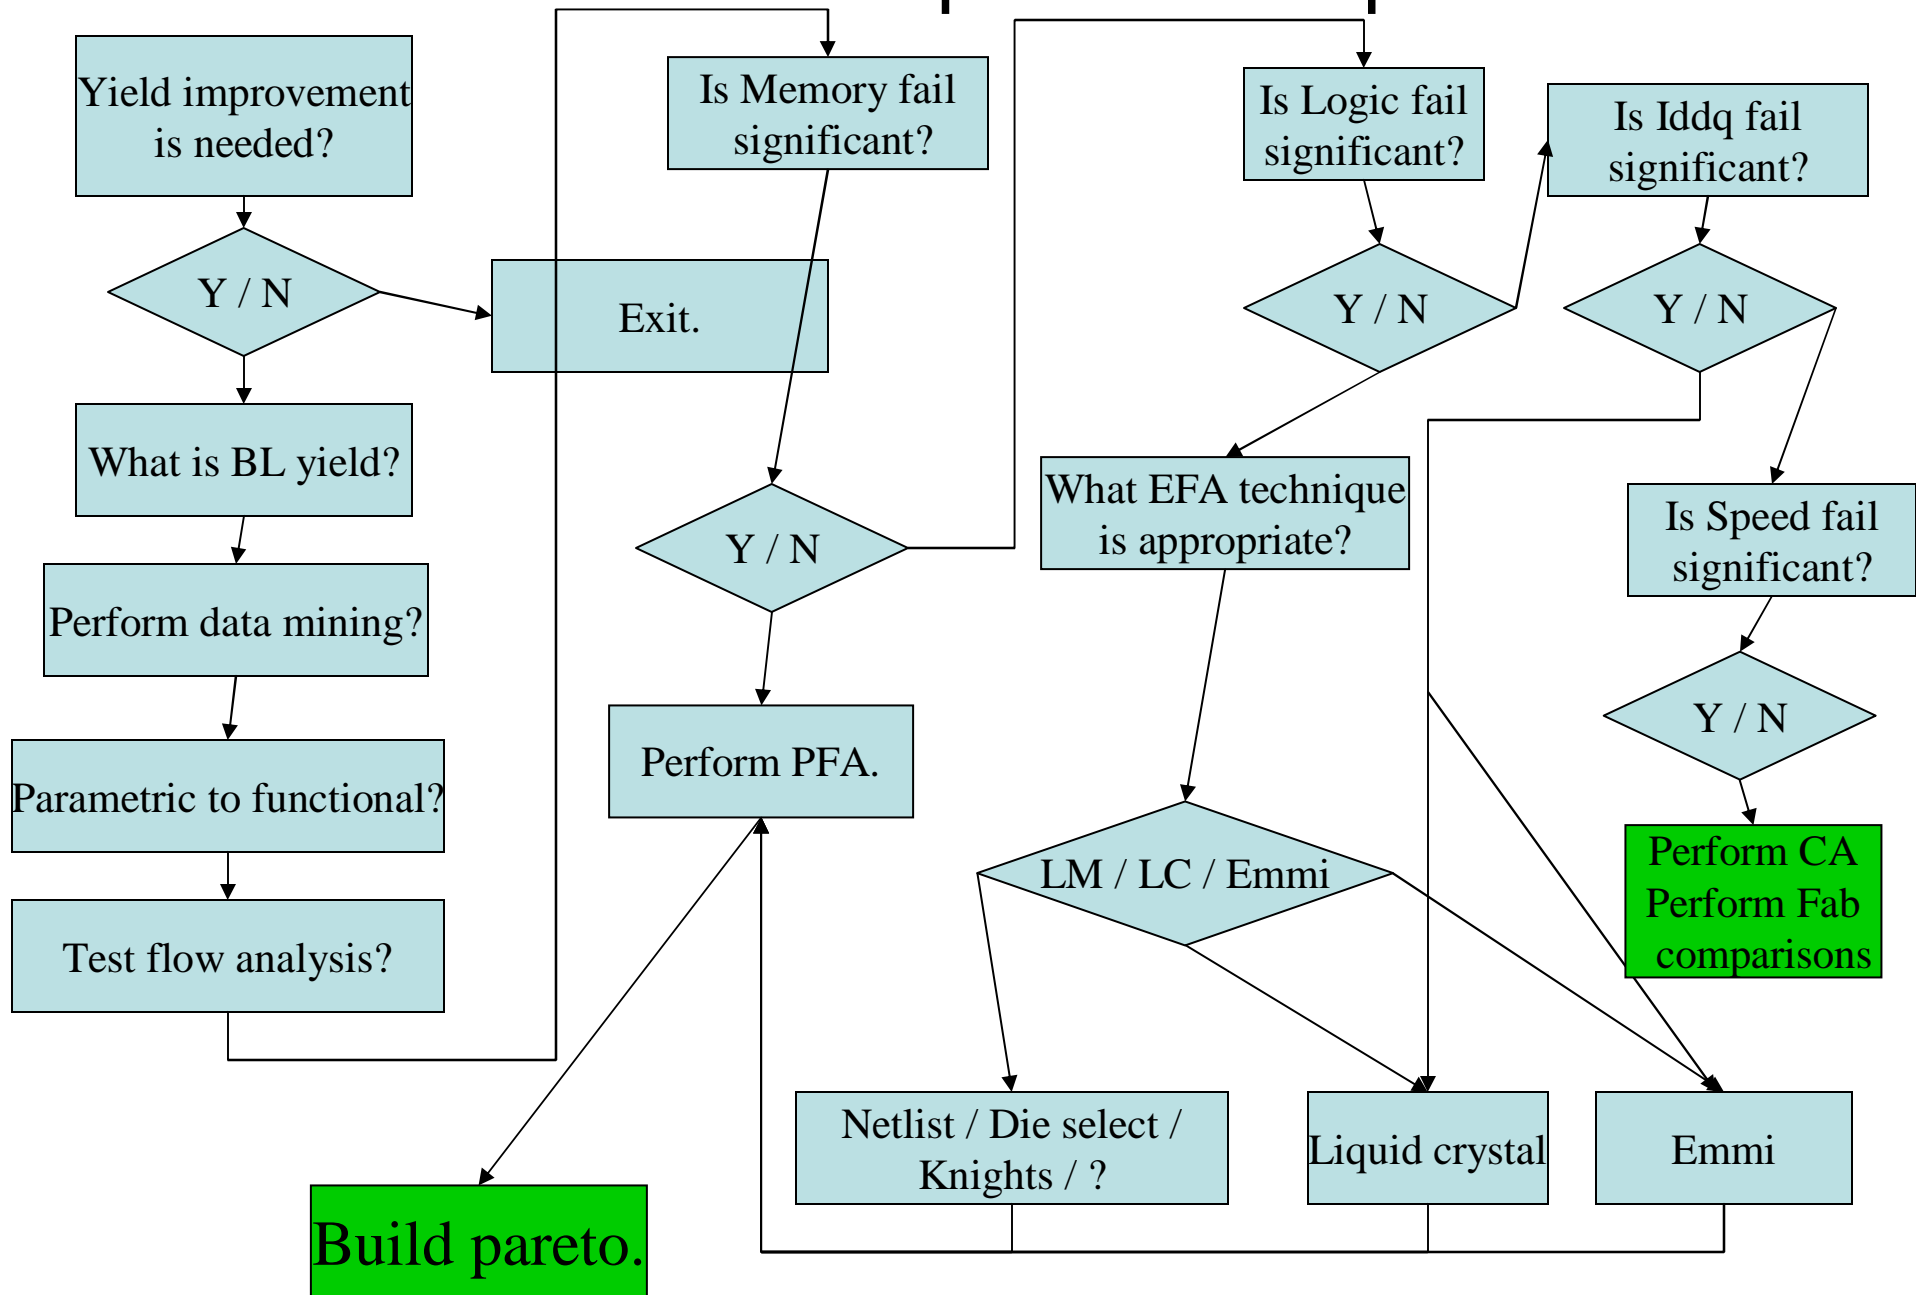 Yield improvement
is needed?
Y / N
Exit.
What is BL yield?
Perform data mining?
Parametric to functional?
Test flow analysis?
Is Memory fail
significant?
Y / N
Perform PFA.
Build pareto.
Is Logic fail
significant?
Y / N
What EFA technique
is appropriate?
LM / LC / Emmi
Netlist / Die select /
Knights / ?
Liquid crystal
Emmi
Is Iddq fail
significant?
Y / N
Is Speed fail
significant?
Y / N
Perform CA
Perform Fab
comparisons